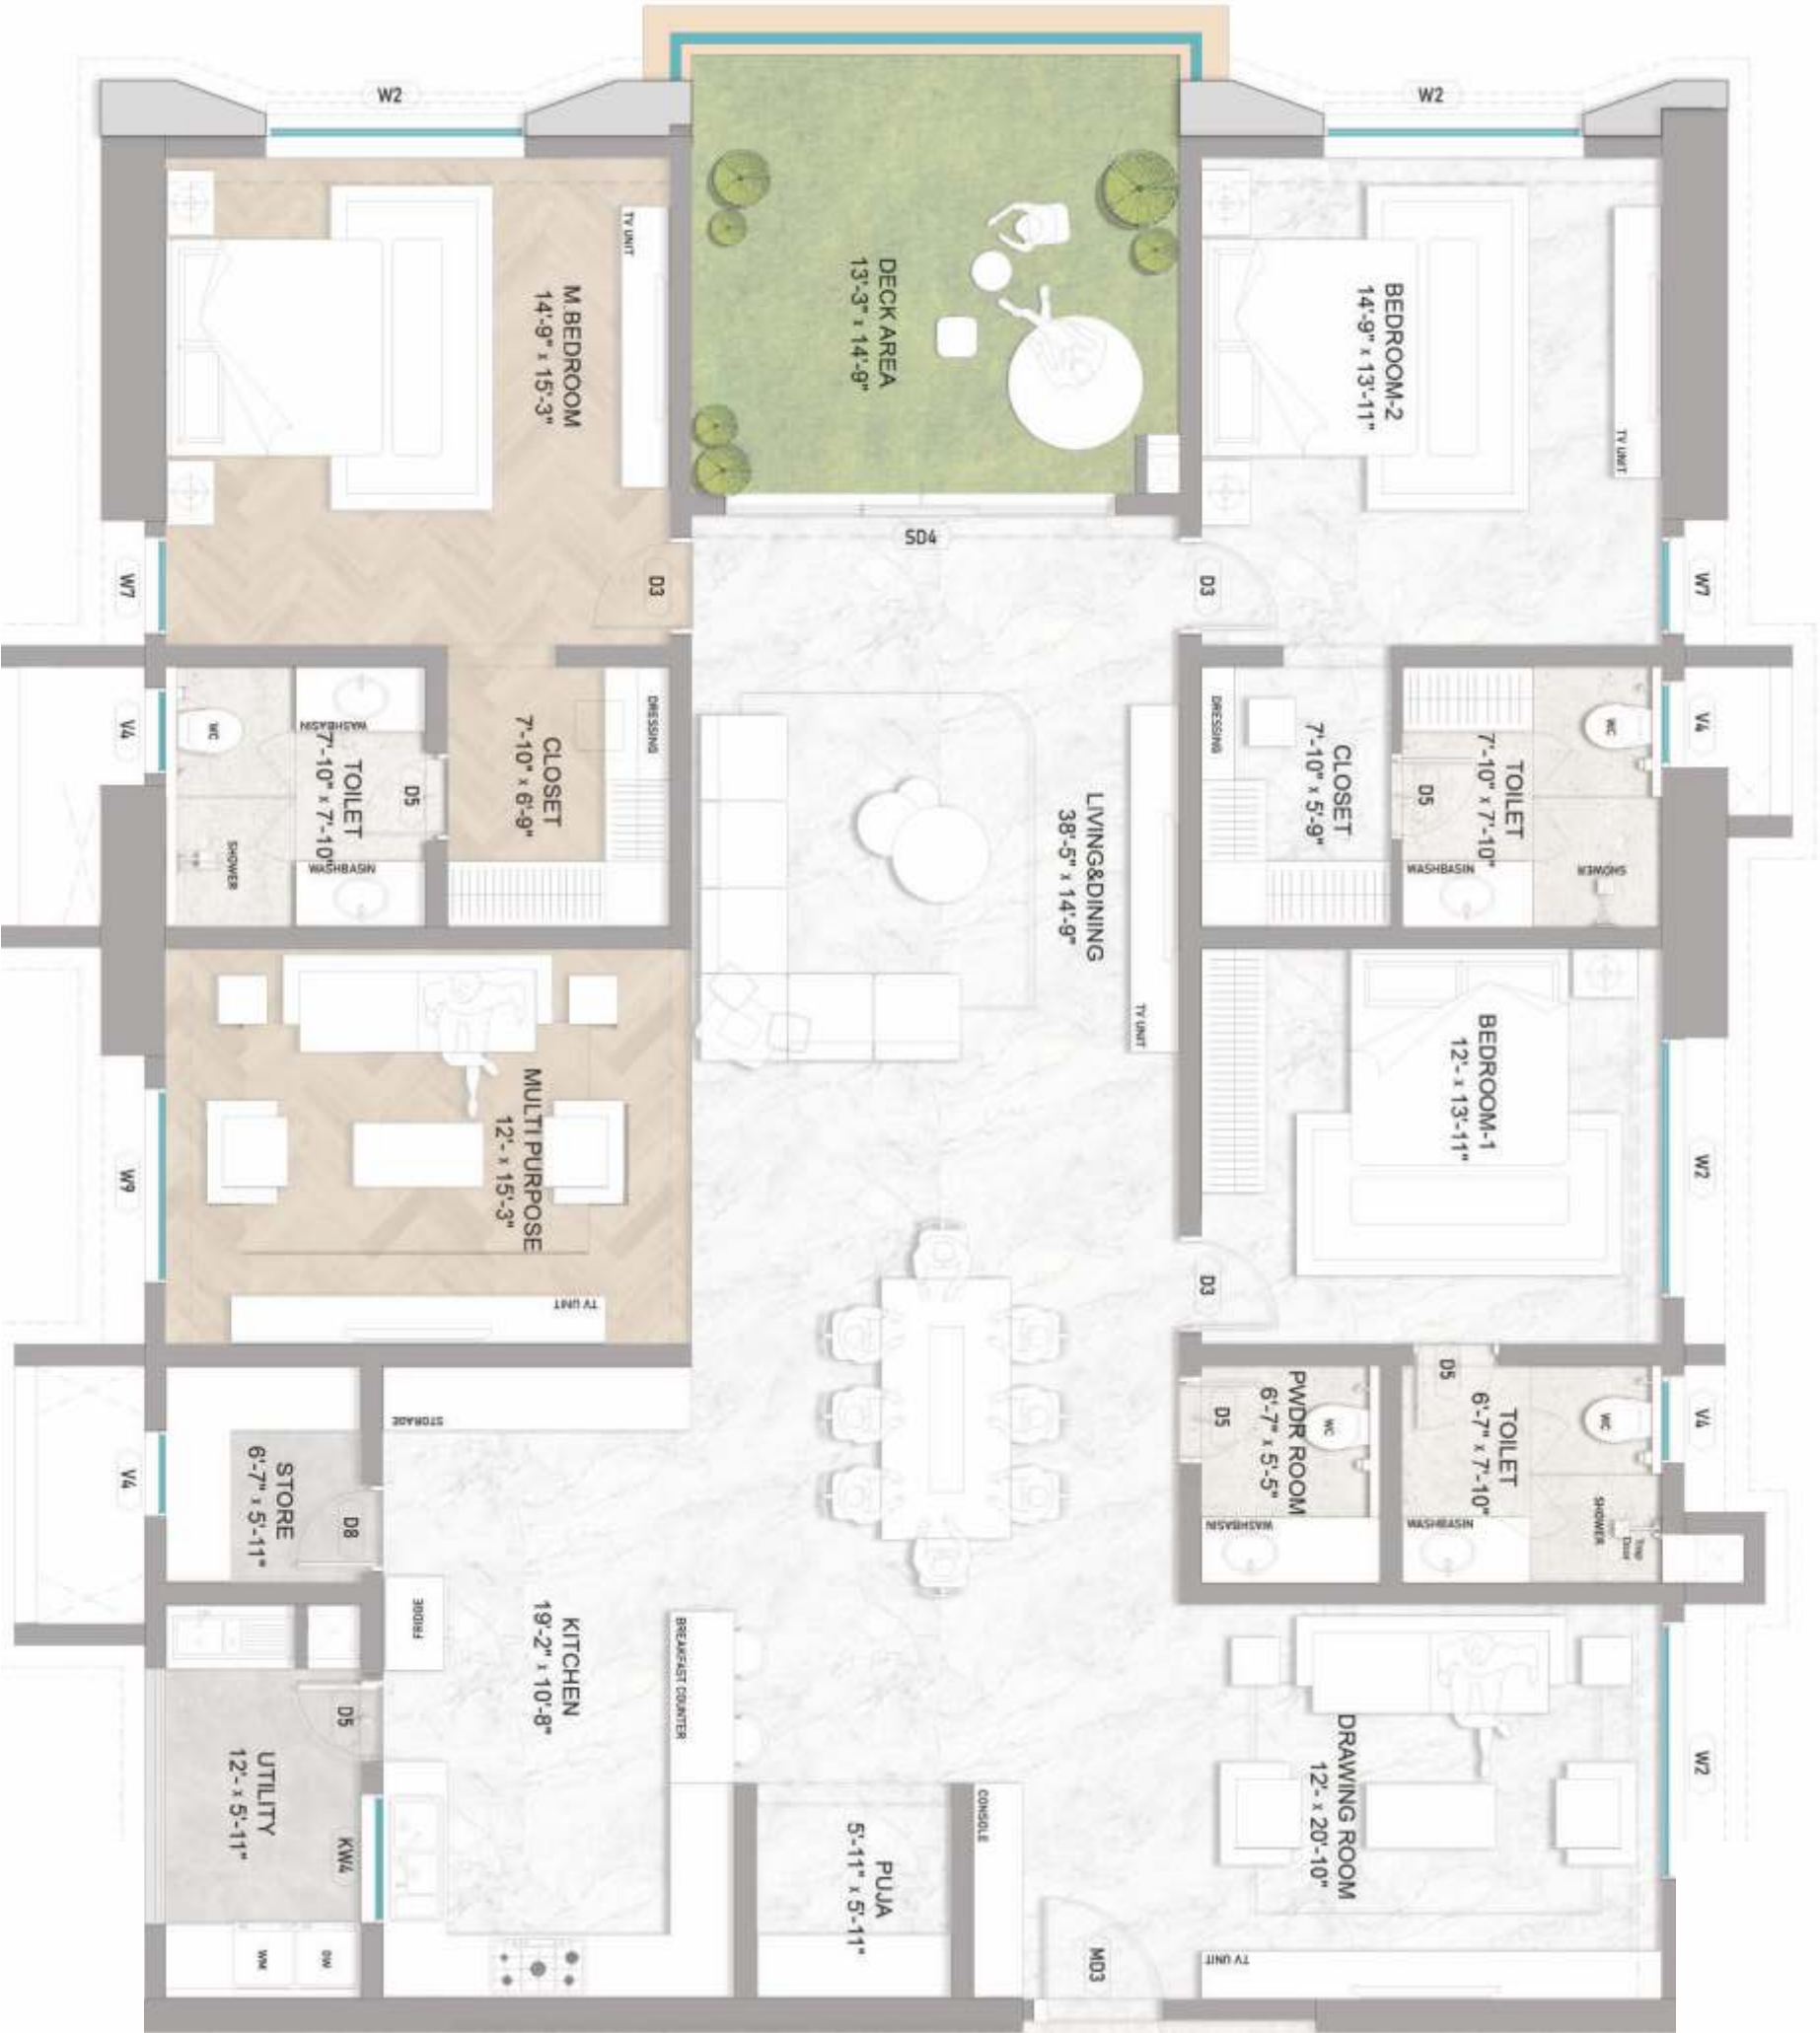 W2
W2
TV UNIT
M.BEDROOM
14'-9" x 15'-3"
DECK AREA
13'-3" x 14'-9"
BEDROOM-2
14'-9" x 13'-11"
TV UNIT
SD4
W7
D3
D3
W7
V4
WC
WASHBASIN
TOILET
7'-10" x 7'-10"
D5
SHOWER
WASHBASIN
CLOSET
7'-10" x 6'-9"
DRESSING
LIVING&DINING
38'-5" x 14'-9"
TV UNIT
DRESSING
CLOSET
7'-10" x 5'-9"
D5
TOILET
7'-10" x 7'-10"
WC
WASHBASIN
SHOWER
V4
W9
MULTI PURPOSE
12'- x 15'-3"
TV UNIT
BEDROOM-1
12'- x 13'-11"
W2
D3
V4
STORE
6'-7" x 5'-11"
D8
STORAGE
FRIDGE
KITCHEN
19'-2" x 10'-8"
BREAKFAST COUNTER
D5
PWDR ROOM
6'-7" x 5'-5"
WC
WASHBASIN
D5
TOILET
6'-7" x 7'-10"
WC
WASHBASIN
SHOWER
Trap
Door
V4
UTILITY
12'- x 5'-11"
D5
KW4
WM
DW
PUJA
5'-11" x 5'-11"
CONSOLE
MD3
DRAWING ROOM
12'- x 20'-10"
TV UNIT
W2